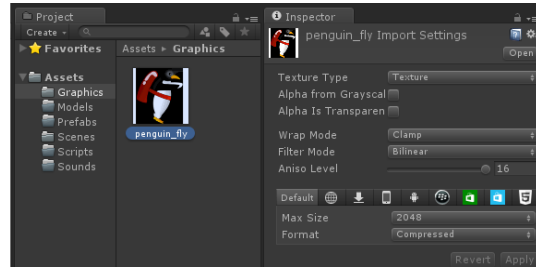 Project
Create
Favorites
Assets ▸ Graphics
Assets
Graphics
Models
Prefabs
Scenes
Scripts
Sounds
penguin_fly
Inspector
penguin_fly Import Settings
Open
Texture Type Texture
Alpha from Grayscal
Alpha Is Transparen
Wrap Mode Clamp
Filter Mode Bilinear
Aniso Level 16
Default
Max Size 2048
Format Compressed
Revert Apply